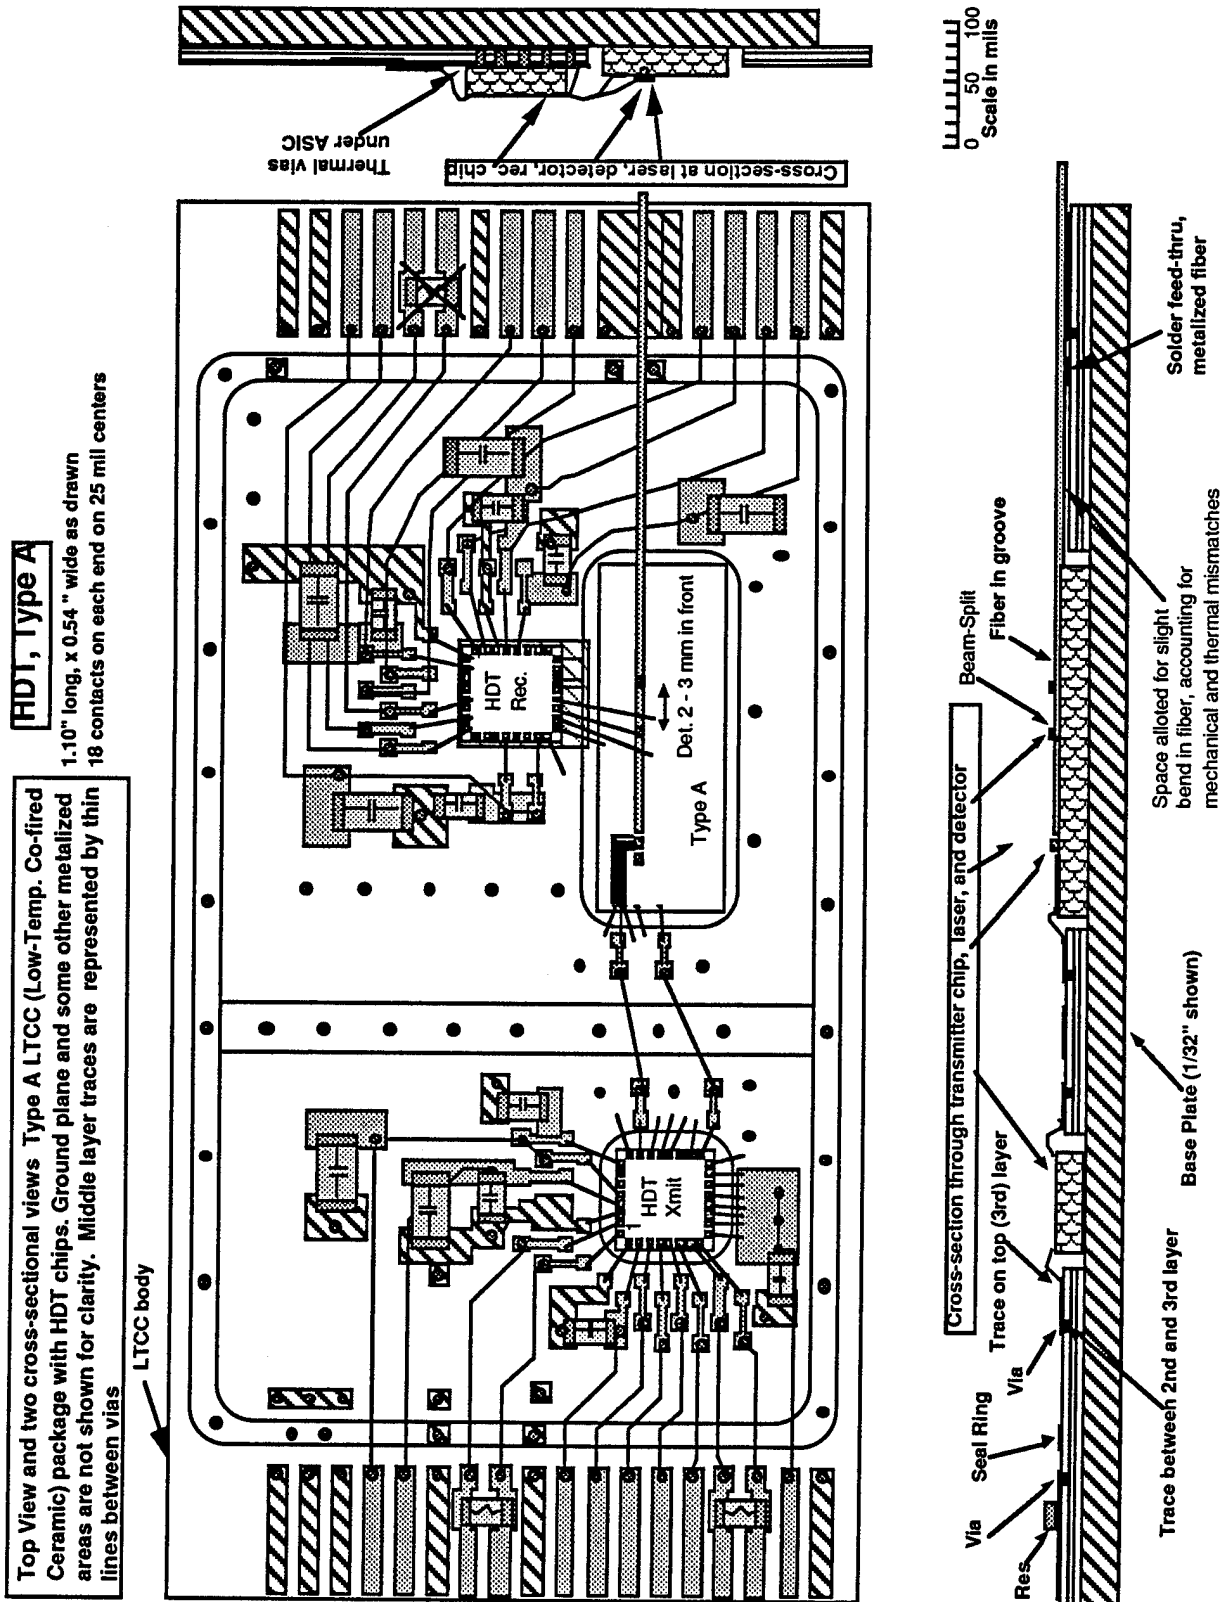 HDT, Type A
1.10" long, x 0.54 " wide as drawn
18 contacts on each end on 25 mil centers
Top View and two cross-sectional views Type A LTCC (Low-Temp. Co-fired
Ceramic) package with HDT chips. Ground plane and some other metalized
areas are not shown for clarity. Middle layer traces are represented by thin
lines between vias
LTCC body
Thermal vias
under ASIC
Cross-section at laser, detector, rec. chip
HDT
Rec.
Det. 2 - 3 mm in front
Type A
HDT
Xmit
0 50 100
Scale in mils
Cross-section through transmitter chip, laser, and detector
Res
Via
Seal Ring
Via
Trace on top (3rd) layer
Beam-Split
Fiber in groove
Trace between 2nd and 3rd layer
Base Plate (1/32" shown)
Space alloted for slight
bend in fiber, accounting for
mechanical and thermal mismatches
Solder feed-thru,
metalized fiber